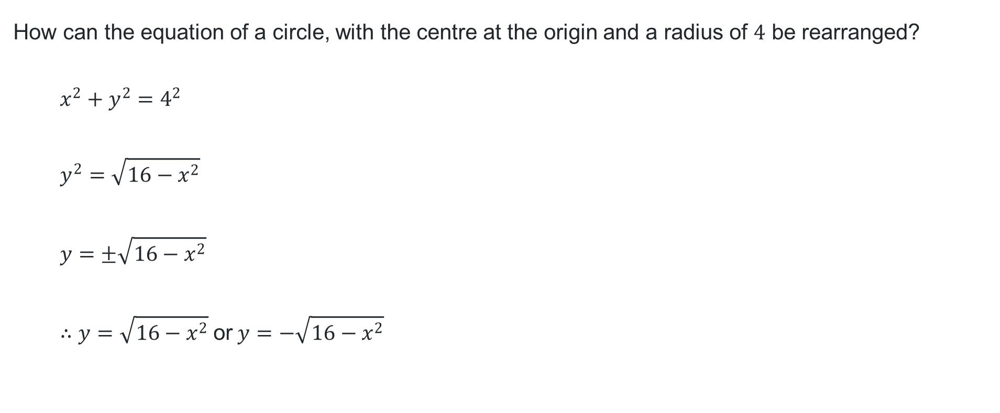 How can the equation of a circle, with the centre at the origin and a radius of 4 be rearranged?
x² + y² = 4²
y² = √(16 − x²)
y = ±√(16 − x²)
∴ y = √(16 − x²) or y = −√(16 − x²)